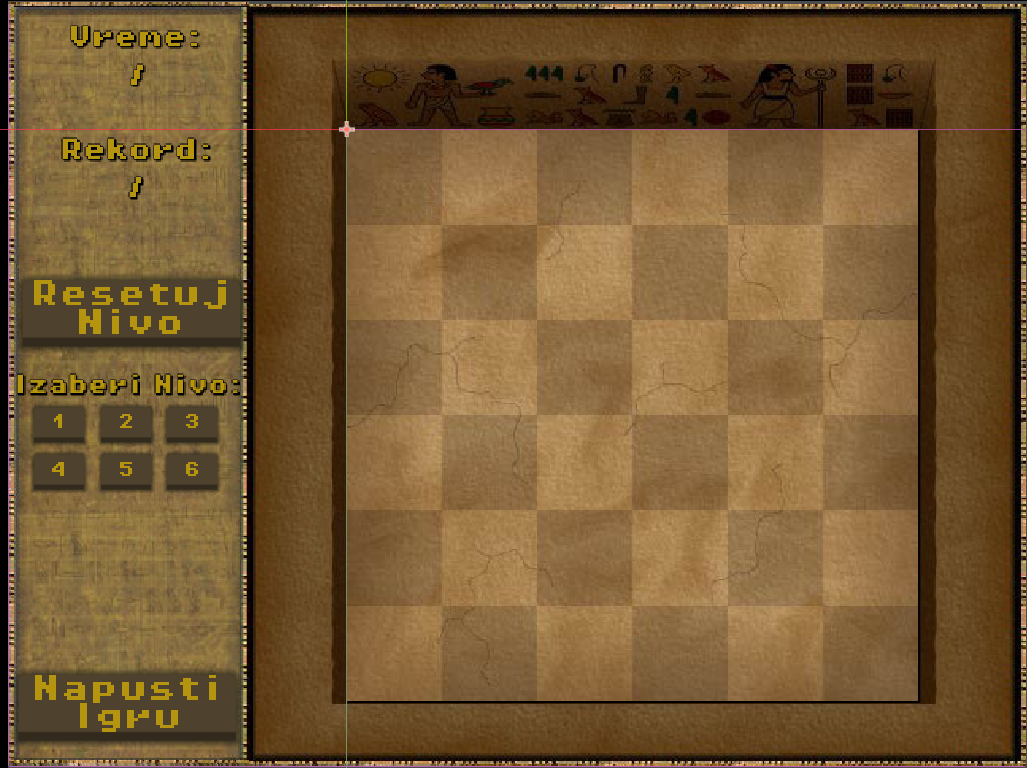 Vreme:
/
Rekord:
/
Resetuj
Nivo
Izaberi Nivo:
1 2 3
4 5 6
Napusti
Igru